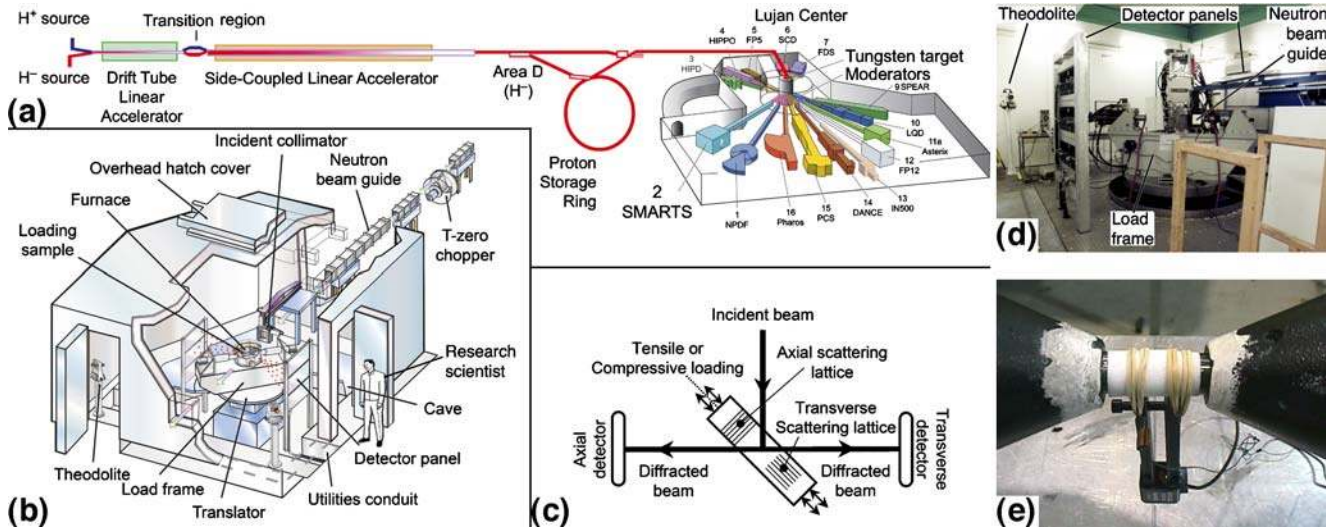 H+ source
Transition
region
H− source
Drift Tube
Linear
Accelerator
Side-Coupled Linear Accelerator
Area D
(H−)
Proton
Storage
Ring
(a)
Lujan Center
4
HIPPO
5
FP5
6
SCD
7
FDS
3
HIPD
Tungsten target
Moderators
9 SPEAR
10
LQD
11a
Asterix
12
FP12
13
IN500
14
DANCE
15
PCS
16
Pharos
1
NPDF
2
SMARTS
Incident collimator
Overhead hatch cover
Neutron
beam guide
Furnace
Loading
sample
T-zero
chopper
Research
scientist
Cave
Detector panel
Utilities conduit
Theodolite
Load frame
Translator
(b)
Incident beam
Tensile or
Compressive loading
Axial scattering
lattice
Transverse
Scattering lattice
Axial
detector
Diffracted
beam
Diffracted
beam
Transverse
detector
(c)
Theodolite
Detector panels
Neutron
beam
guide
Load
frame
(d)
(e)